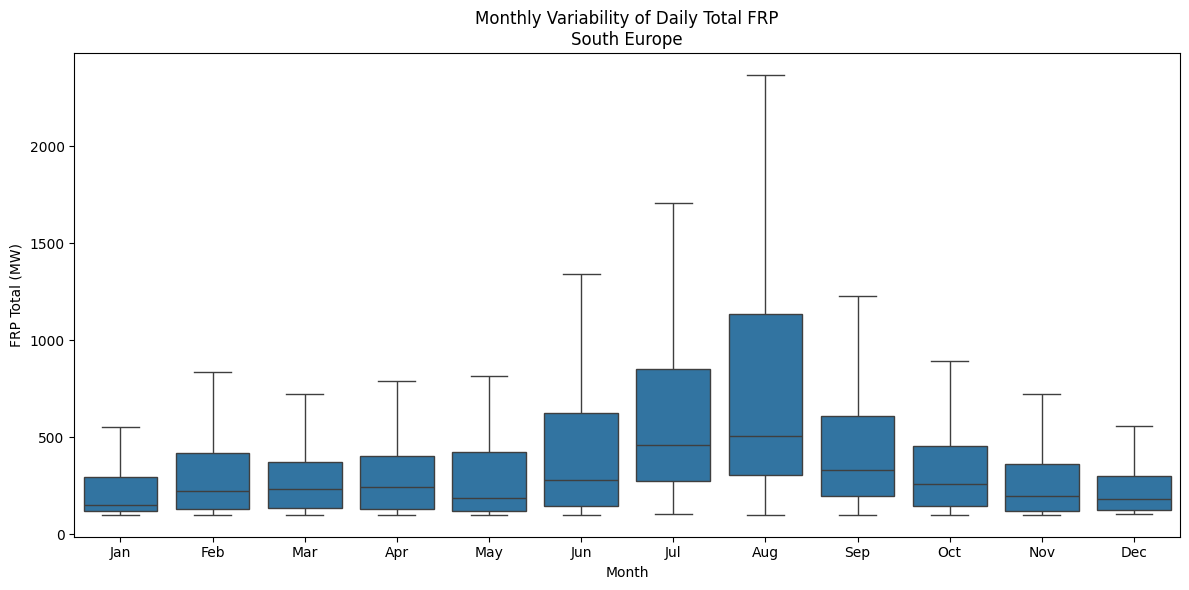 Monthly Variability of Daily Total FRP
South Europe
FRP Total (MW)
2000
1500
1000
500
0
Jan Feb Mar Apr May Jun Jul Aug Sep Oct Nov Dec
Month